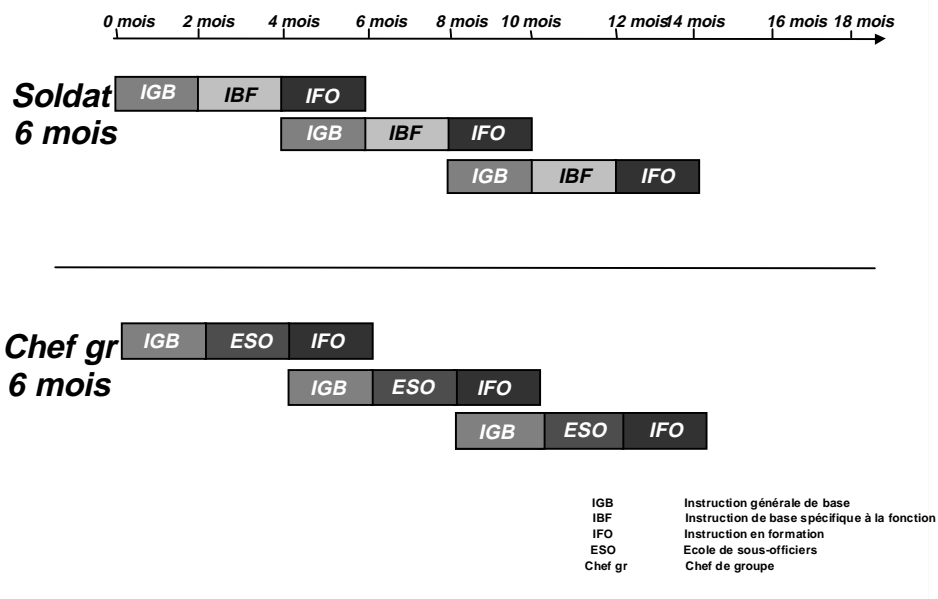 0 mois 2 mois 4 mois 6 mois 8 mois 10 mois 12 mois 14 mois 16 mois 18 mois
Soldat
6 mois
IGB IBF IFO
IGB IBF IFO
IGB IBF IFO
Chef gr
6 mois
IGB ESO IFO
IGB ESO IFO
IGB ESO IFO
IGB Instruction générale de base
IBF Instruction de base spécifique à la fonction
IFO Instruction en formation
ESO Ecole de sous-officiers
Chef gr Chef de groupe